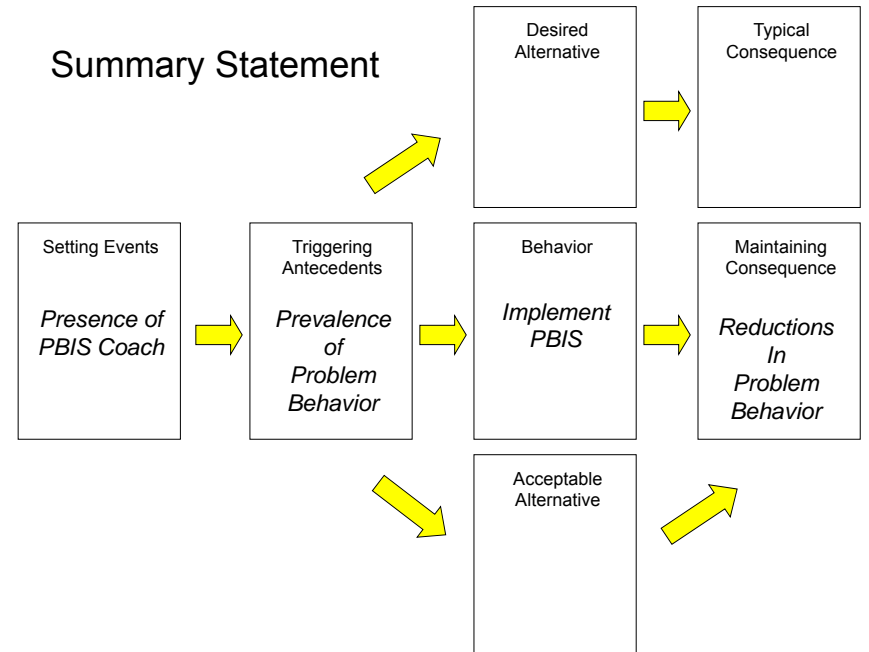 Summary Statement
Desired
Alternative
Typical
Consequence
Setting Events
Presence of
PBIS Coach
Triggering
Antecedents
Prevalence
of
Problem
Behavior
Behavior
Implement
PBIS
Maintaining
Consequence
Reductions
In
Problem
Behavior
Acceptable
Alternative